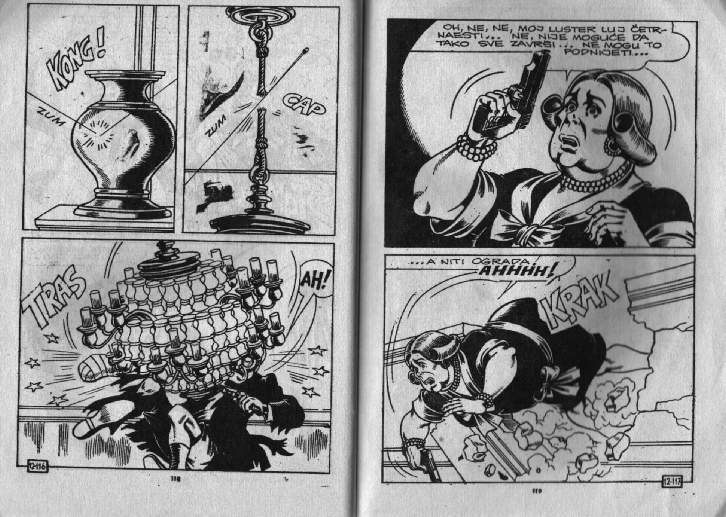 KONG!
ZUM
ZUM
CAP
TRAS
AH!
12-116
118
OH, NE, NE, MOJ LUSTER LUJ ČETR-
NAESTI... NE, NIJE MOGUĆE DA
TAKO SVE ZAVRŠI... NE MOGU TO
PODNIJETI...
...A NITI OGRADA.
AHHHH!
KRAK
119
12-117